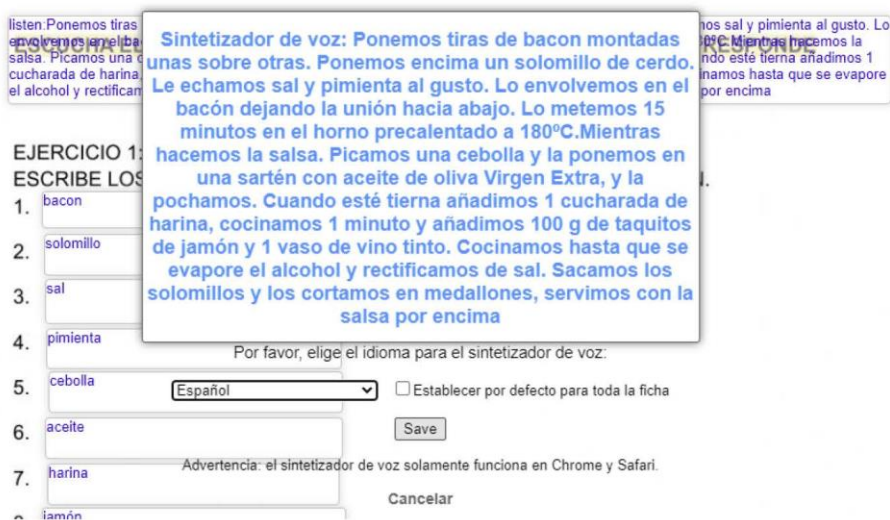 listen:Ponemos tiras
nos sal y pimienta al gusto. Lo
ESCUCHA EL
RESPONDE
salsa. Picamos una c
ndo esté tierna añadimos 1
cucharada de harina,
inamos hasta que se evapore
el alcohol y rectifican
por encima
Sintetizador de voz: Ponemos tiras de bacon montadas
unas sobre otras. Ponemos encima un solomillo de cerdo.
Le echamos sal y pimienta al gusto. Lo envolvemos en el
bacón dejando la unión hacia abajo. Lo metemos 15
minutos en el horno precalentado a 180ºC.Mientras
hacemos la salsa. Picamos una cebolla y la ponemos en
una sartén con aceite de oliva Virgen Extra, y la
pochamos. Cuando esté tierna añadimos 1 cucharada de
harina, cocinamos 1 minuto y añadimos 100 g de taquitos
de jamón y 1 vaso de vino tinto. Cocinamos hasta que se
evapore el alcohol y rectificamos de sal. Sacamos los
solomillos y los cortamos en medallones, servimos con la
salsa por encima
EJERCICIO 1:
ESCRIBE LOS
1. bacon
2. solomillo
3. sal
4. pimienta
Por favor, elige el idioma para el sintetizador de voz:
5. cebolla
Español
Establecer por defecto para toda la ficha
6. aceite
Save
Advertencia: el sintetizador de voz solamente funciona en Chrome y Safari.
7. harina
Cancelar
jamón